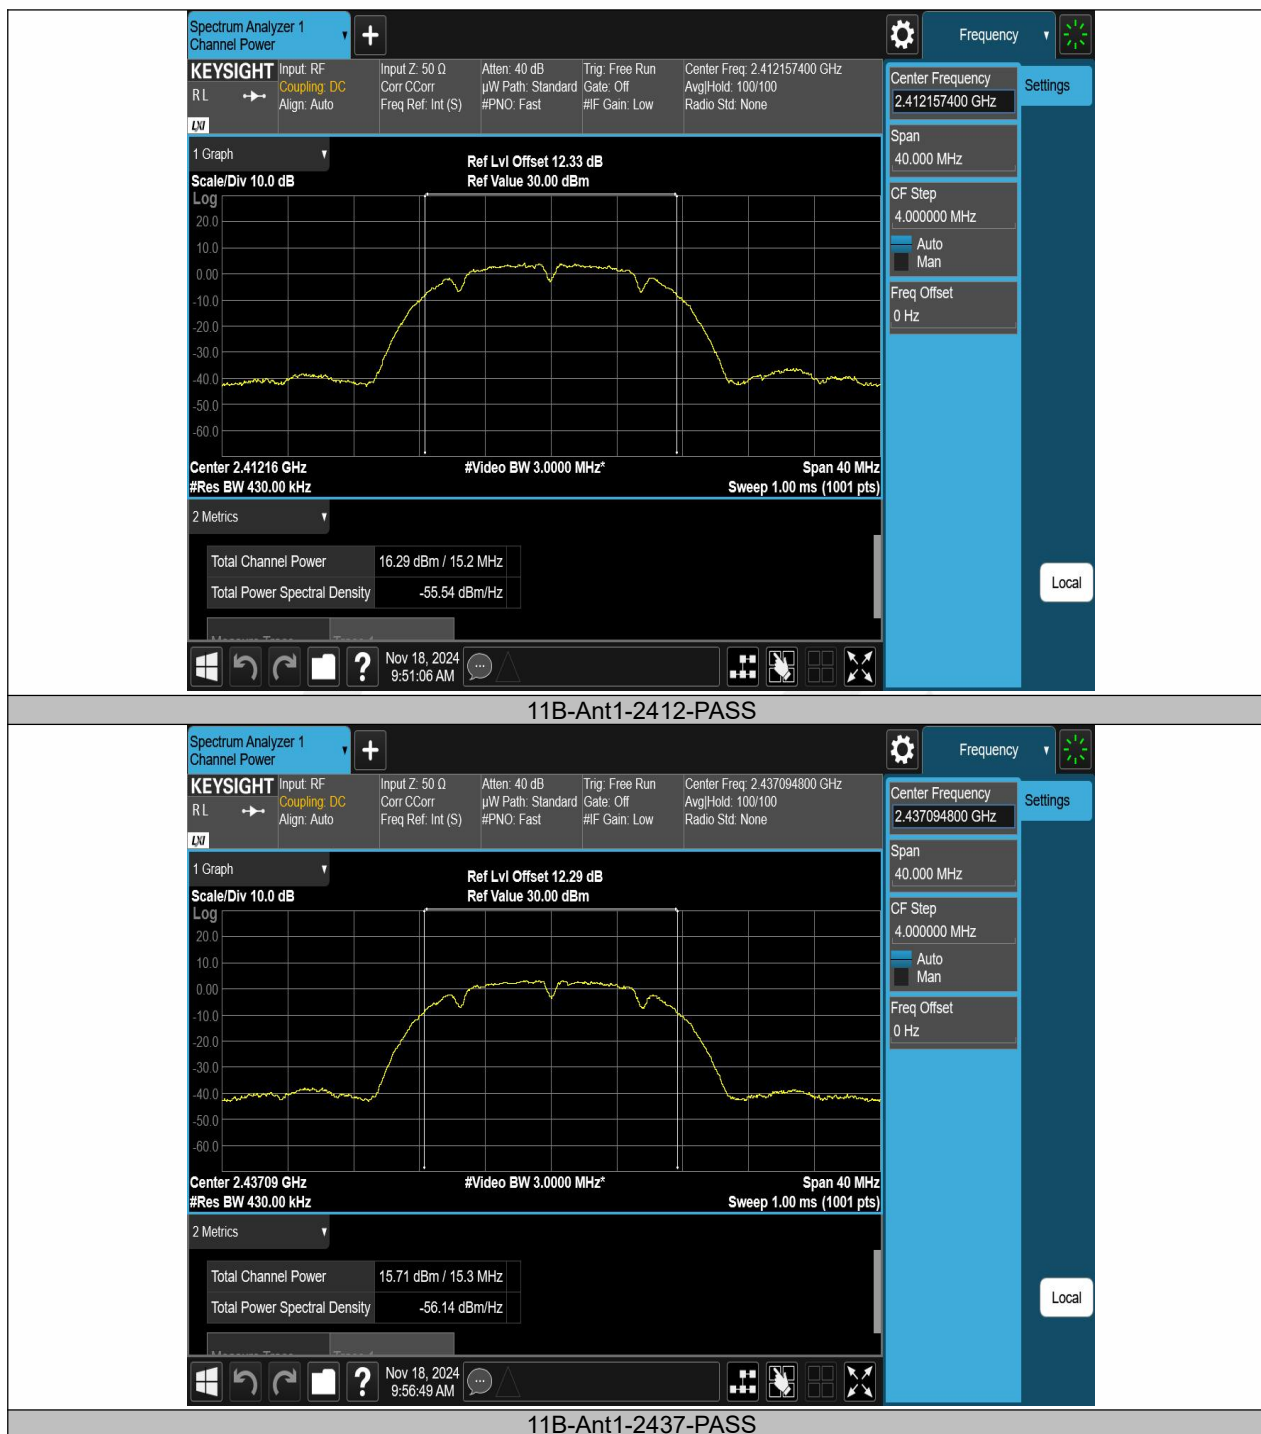 Spectrum Analyzer 1
Channel Power
+
Frequency
KEYSIGHT
R L
LXI
Input: RF
Coupling: DC
Align: Auto
Input Z: 50 Ω
Corr CCorr
Freq Ref: Int (S)
Atten: 40 dB
µW Path: Standard
#PNO: Fast
Trig: Free Run
Gate: Off
#IF Gain: Low
Center Freq: 2.412157400 GHz
Avg|Hold: 100/100
Radio Std: None
Center Frequency
2.412157400 GHz
Settings
Span
40.000 MHz
CF Step
4.000000 MHz
Auto
Man
Freq Offset
0 Hz
Local
1 Graph
Scale/Div 10.0 dB
Ref Lvl Offset 12.33 dB
Ref Value 30.00 dBm
Log
20.0
10.0
0.00
-10.0
-20.0
-30.0
-40.0
-50.0
-60.0
Center 2.41216 GHz
#Video BW 3.0000 MHz*
Span 40 MHz
#Res BW 430.00 kHz
Sweep 1.00 ms (1001 pts)
2 Metrics
Total Channel Power 16.29 dBm / 15.2 MHz
Total Power Spectral Density -55.54 dBm/Hz
?
Nov 18, 2024
9:51:06 AM
11B-Ant1-2412-PASS
Spectrum Analyzer 1
Channel Power
+
Frequency
KEYSIGHT
R L
LXI
Input: RF
Coupling: DC
Align: Auto
Input Z: 50 Ω
Corr CCorr
Freq Ref: Int (S)
Atten: 40 dB
µW Path: Standard
#PNO: Fast
Trig: Free Run
Gate: Off
#IF Gain: Low
Center Freq: 2.437094800 GHz
Avg|Hold: 100/100
Radio Std: None
Center Frequency
2.437094800 GHz
Settings
Span
40.000 MHz
CF Step
4.000000 MHz
Auto
Man
Freq Offset
0 Hz
Local
1 Graph
Scale/Div 10.0 dB
Ref Lvl Offset 12.29 dB
Ref Value 30.00 dBm
Log
20.0
10.0
0.00
-10.0
-20.0
-30.0
-40.0
-50.0
-60.0
Center 2.43709 GHz
#Video BW 3.0000 MHz*
Span 40 MHz
#Res BW 430.00 kHz
Sweep 1.00 ms (1001 pts)
2 Metrics
Total Channel Power 15.71 dBm / 15.3 MHz
Total Power Spectral Density -56.14 dBm/Hz
?
Nov 18, 2024
9:56:49 AM
11B-Ant1-2437-PASS